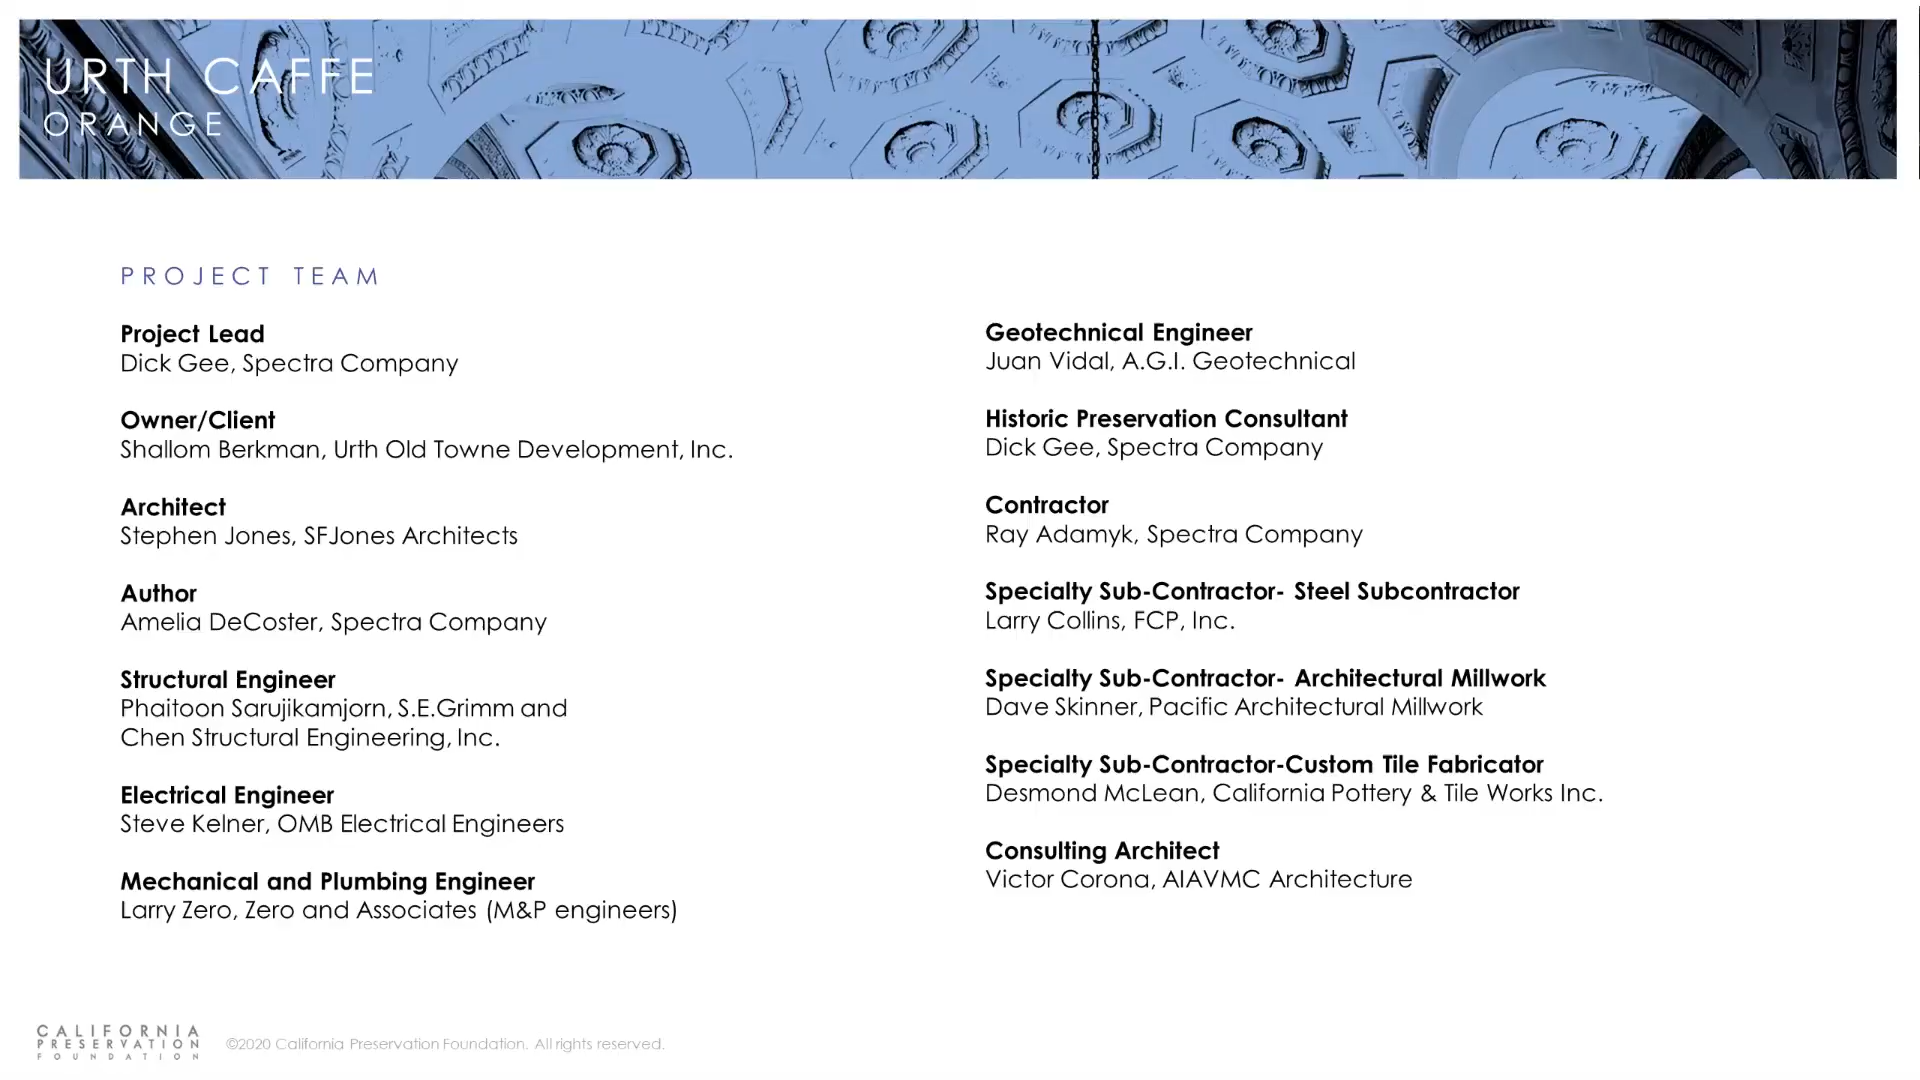 URTH CAFFE
ORANGE
PROJECT TEAM
Project Lead
Dick Gee, Spectra Company
Owner/Client
Shallom Berkman, Urth Old Towne Development, Inc.
Architect
Stephen Jones, SFJones Architects
Author
Amelia DeCoster, Spectra Company
Structural Engineer
Phaitoon Sarujikamjorn, S.E.Grimm and
Chen Structural Engineering, Inc.
Electrical Engineer
Steve Kelner, OMB Electrical Engineers
Mechanical and Plumbing Engineer
Larry Zero, Zero and Associates (M&P engineers)
Geotechnical Engineer
Juan Vidal, A.G.I. Geotechnical
Historic Preservation Consultant
Dick Gee, Spectra Company
Contractor
Ray Adamyk, Spectra Company
Specialty Sub-Contractor- Steel Subcontractor
Larry Collins, FCP, Inc.
Specialty Sub-Contractor- Architectural Millwork
Dave Skinner, Pacific Architectural Millwork
Specialty Sub-Contractor-Custom Tile Fabricator
Desmond McLean, California Pottery & Tile Works Inc.
Consulting Architect
Victor Corona, AIAVMC Architecture
CALIFORNIA
PRESERVATION
FOUNDATION
©2020 California Preservation Foundation. All rights reserved.